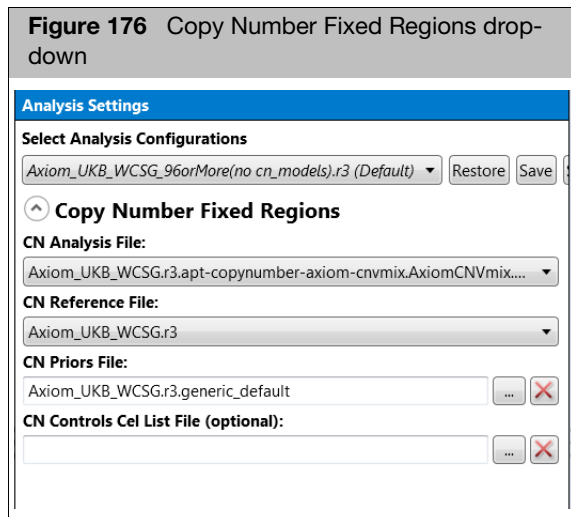 Figure 176 Copy Number Fixed Regions drop-
down
Analysis Settings
Select Analysis Configurations
Axiom_UKB_WCSG_96orMore(no cn_models).r3 (Default) Restore Save
Copy Number Fixed Regions
CN Analysis File:
Axiom_UKB_WCSG.r3.apt-copynumber-axiom-cnvmix.AxiomCNVmix....
CN Reference File:
Axiom_UKB_WCSG.r3
CN Priors File:
Axiom_UKB_WCSG.r3.generic_default ...
CN Controls Cel List File (optional):
...